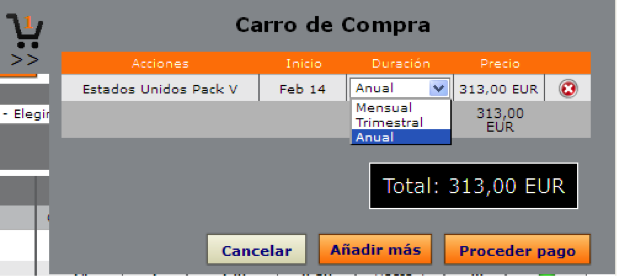 Carro de Compra
>>
Acciones Inicio Duración Precio
Estados Unidos Pack V Feb 14 Anual 313,00 EUR
- Elegir
Mensual
Trimestral
Anual
313,00
EUR
Total: 313,00 EUR
Cancelar Añadir más Proceder pago